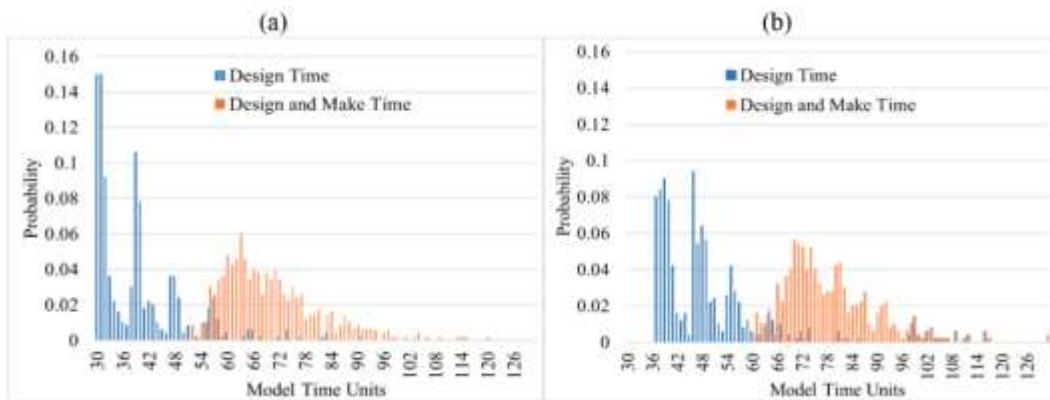 (a)
0.16
0.14
0.12
0.1
0.08
0.06
0.04
0.02
0
Probability
Design Time
Design and Make Time
30 36 42 48 54 60 66 72 78 84 90 96 102 108 114 120 126
Model Time Units
(b)
0.16
0.14
0.12
0.1
0.08
0.06
0.04
0.02
0
Probability
Design Time
Design and Make Time
30 36 42 48 54 60 66 72 78 84 90 96 102 108 114 120 126
Model Time Units